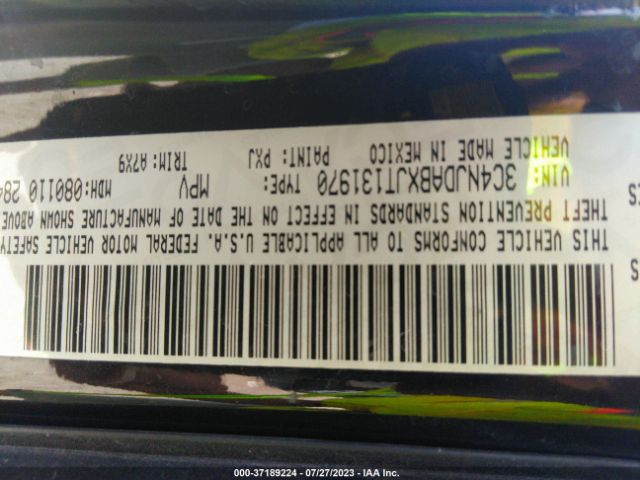 THIS VEHICLE CONFORMS TO ALL APPLICABLE U.S.A. FEDERAL MOTOR VEHICLE SAFETY
THEFT PREVENTION STANDARDS IN EFFECT ON THE DATE OF MANUFACTURE SHOWN ABOVE
VIN: 3C4NJDABXJT131970 TYPE: MPV MDH: 080110 284
VEHICLE MADE IN MEXICO PAINT: PXJ TRIM: A7X9
000-37189224 | 07/27/2023 | IAA Inc.